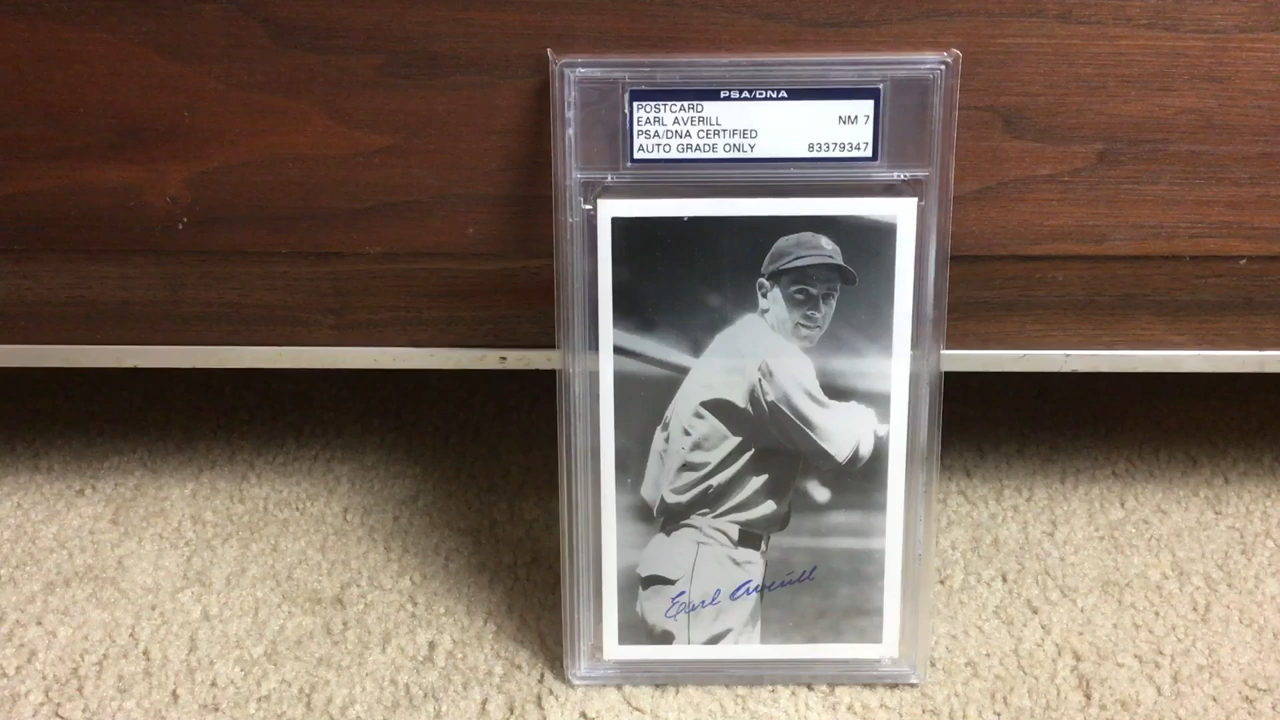 PSA/DNA
POSTCARD
EARL AVERILL NM 7
PSA/DNA CERTIFIED
AUTO GRADE ONLY 83379347
C
Earl Averill